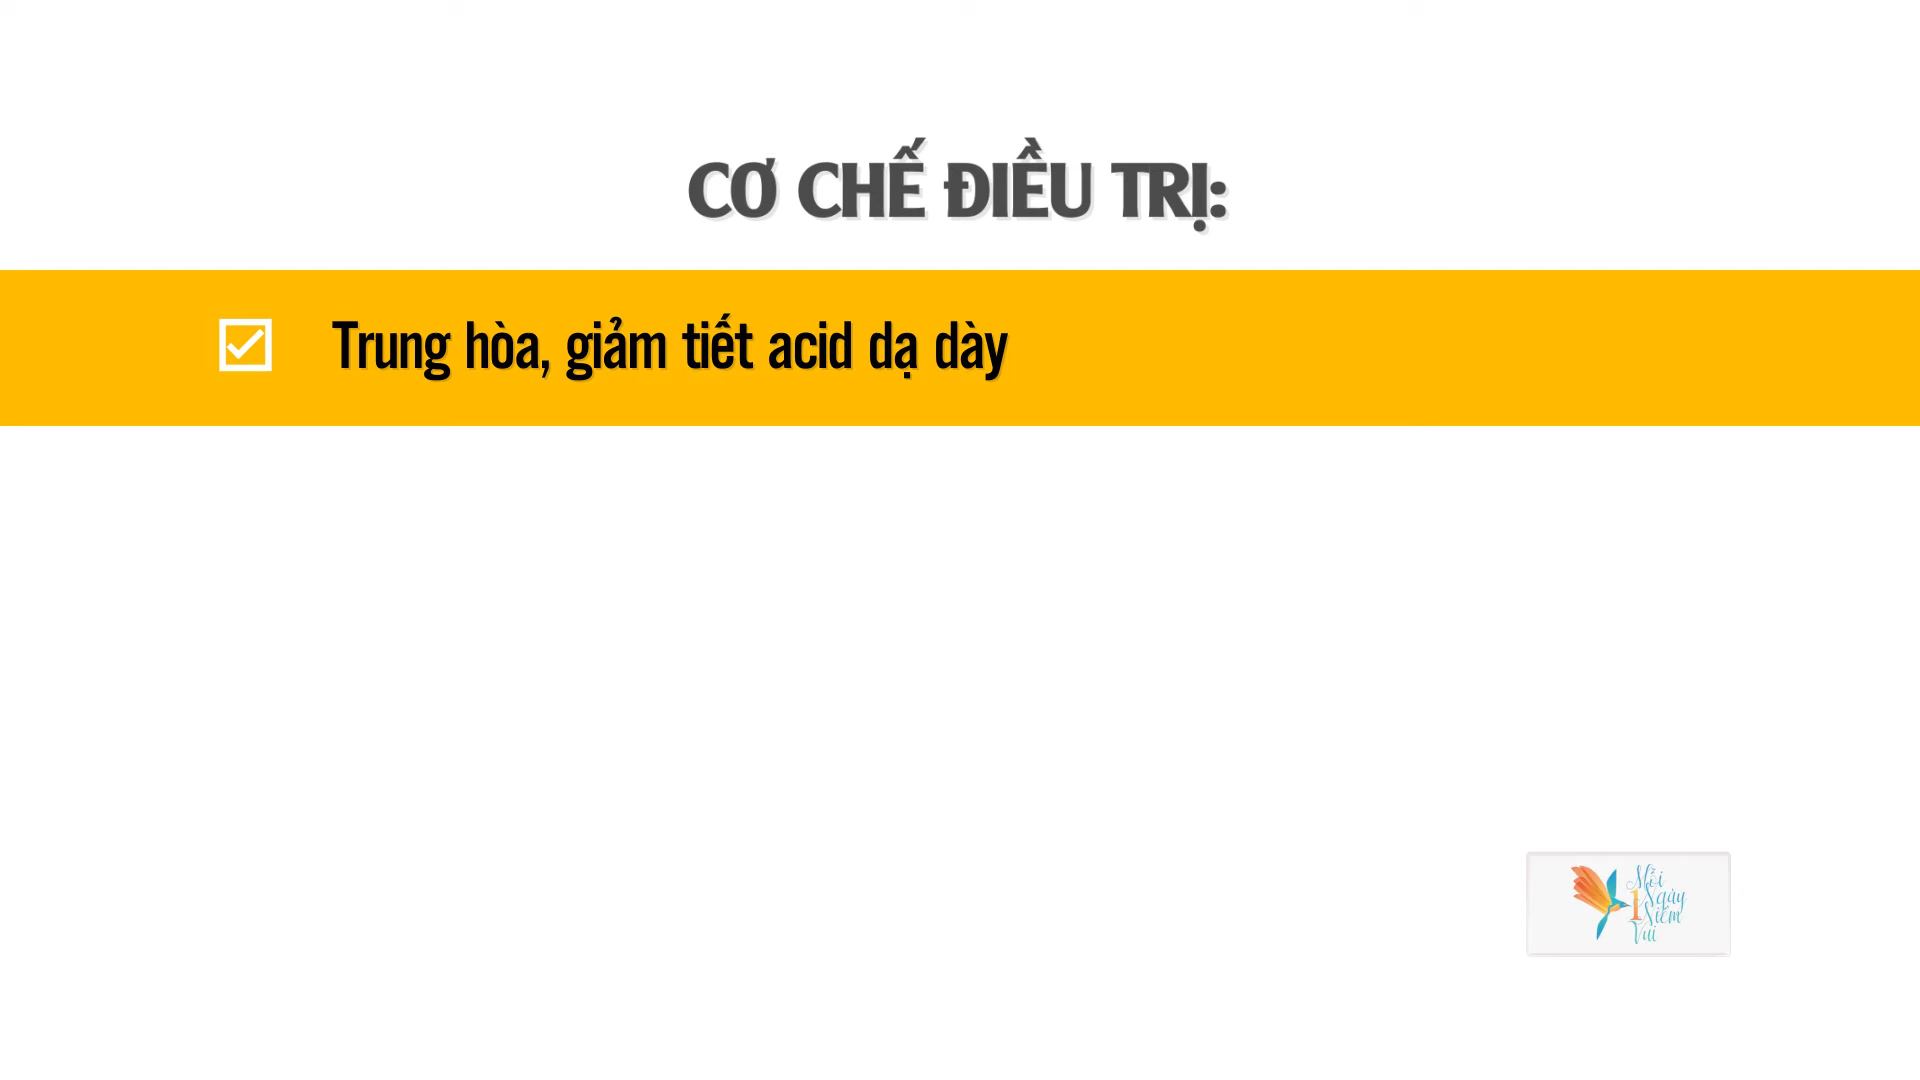 CƠ CHẾ ĐIỀU TRỊ:
Trung hòa, giảm tiết acid dạ dày
Mỗi
Ngày
1 Niềm
Vui